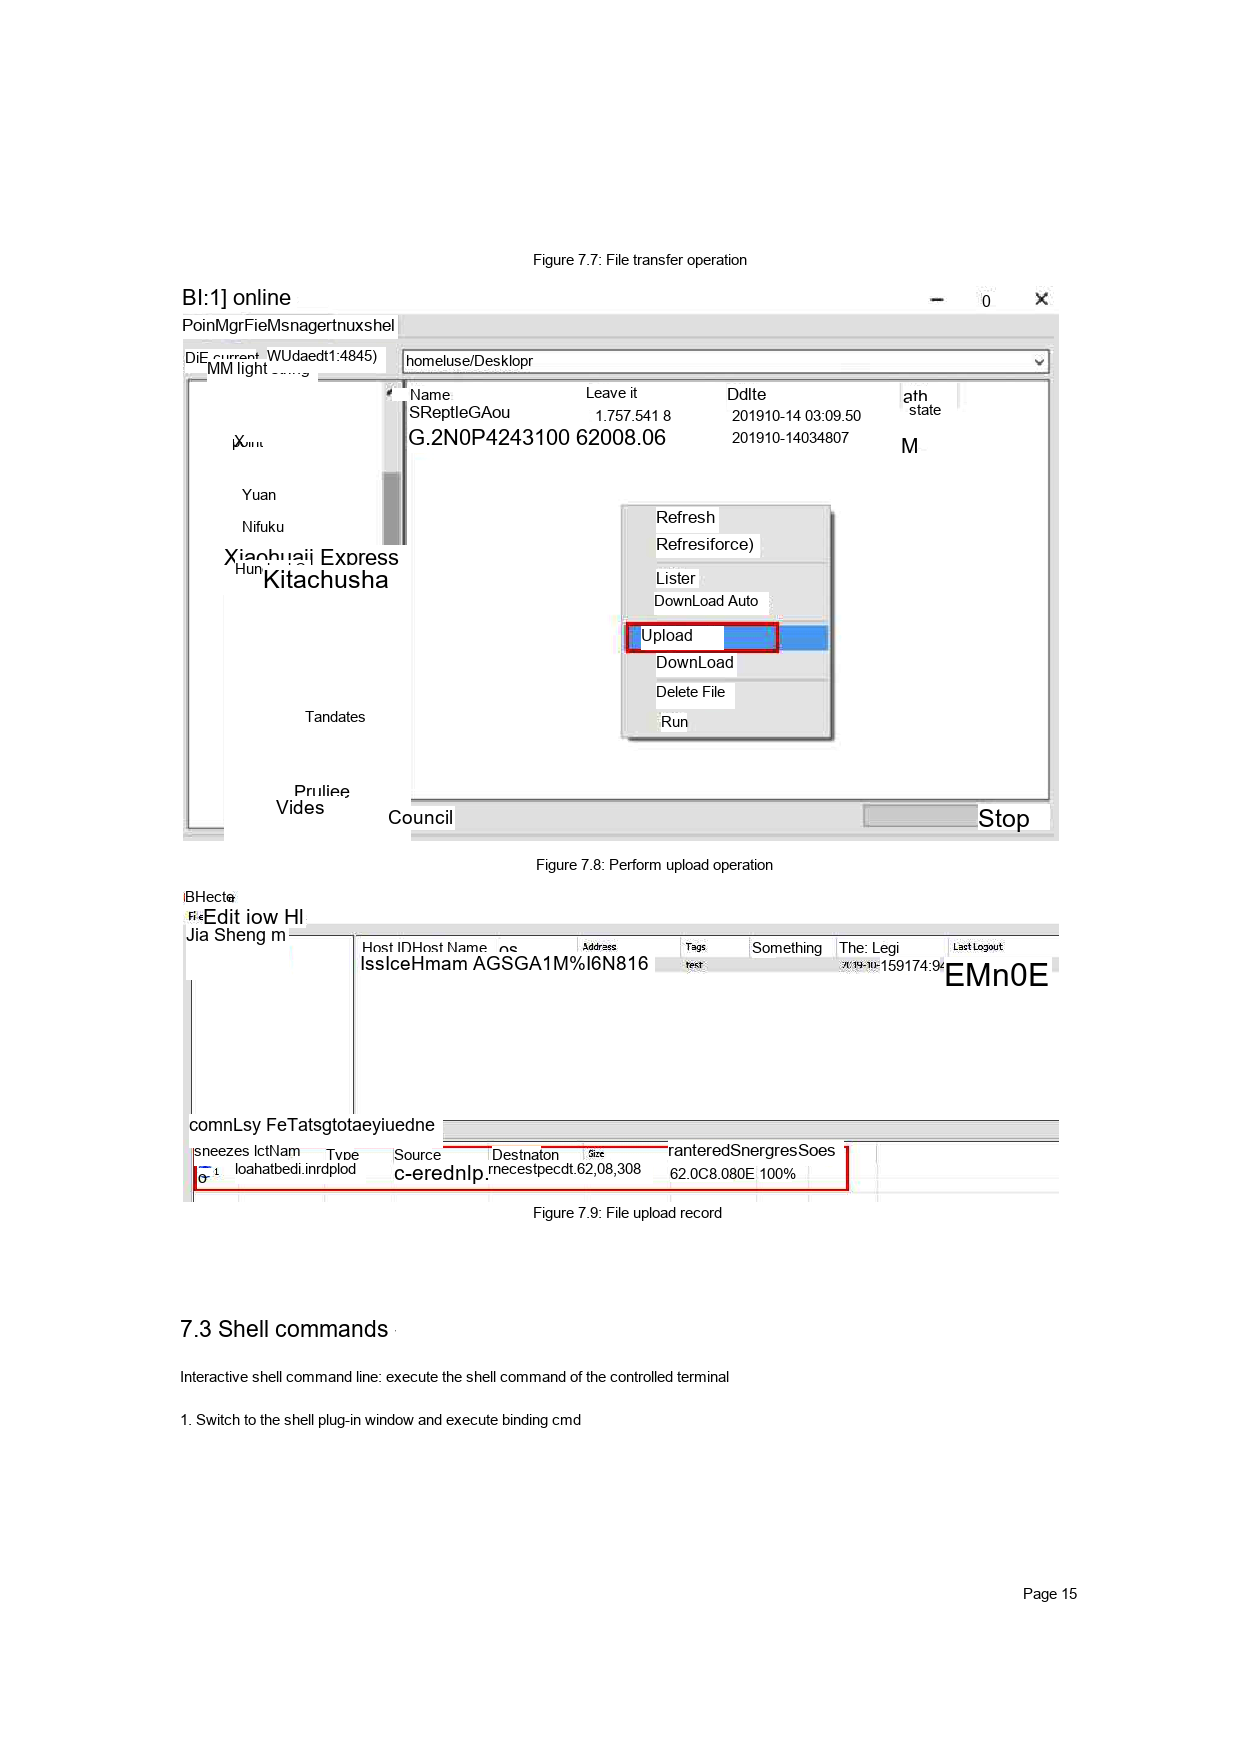 Figure 7.7: File transfer operation
BI:1] online
0
PoinMgrFieMsnagertnuxshel
DiE current WUdaedt1:4845)
MM light string
homeluse/Desklopr
Name Leave it Ddlte ath
state
SReptleGAou 1.757.541 8 201910-14 03:09.50
G.2N0P4243100 62008.06 201910-14034807 M
X
point
Yuan
Nifuku
Xiaohuaji Express
Hun
Kitachusha
Refresh
Refresiforce)
Lister
DownLoad Auto
Upload
DownLoad
Delete File
Run
Tandates
Pruliee
Vides
Council
Stop
Figure 7.8: Perform upload operation
BHecte
File
Edit iow Hl
Jia Sheng m
Host IDHost Name os Address Tags Something The: Legi Last Logout
IssIceHmam AGSGA1M%I6N816 test 2019-10-159174:94 EMn0E
comnLsy FeTatsgtotaeyiuedne
sneezes lctNam Type Source Destnaton Size ranteredSnergresSoes
o 1 loahatbedi.inrdplod c-erednlp. rnecestpecdt.62,08,308 62.0C8.080E 100%
Figure 7.9: File upload record
7.3 Shell commands
Interactive shell command line: execute the shell command of the controlled terminal
1. Switch to the shell plug-in window and execute binding cmd
Page 15